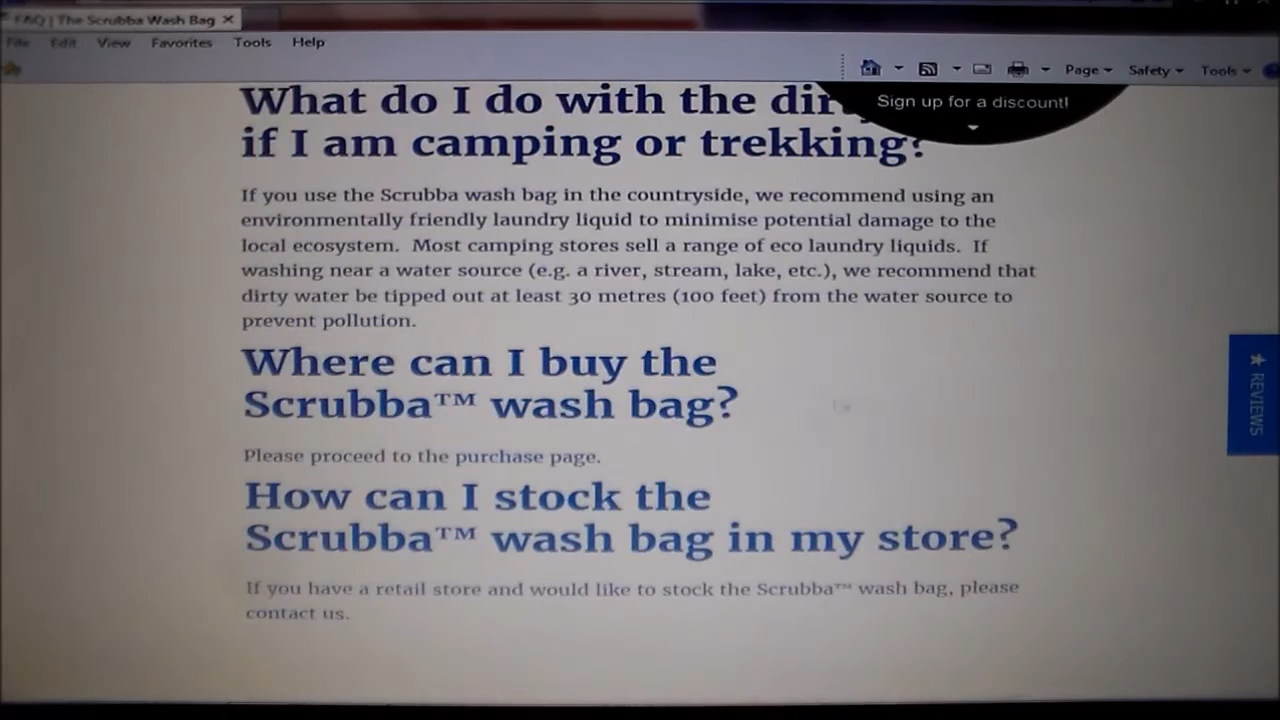 FAQ | The Scrubba Wash Bag
File Edit View Favorites Tools Help
Page Safety Tools
Sign up for a discount!
What do I do with the
if I am camping or trekking?
If you use the Scrubba wash bag in the countryside, we recommend using an
environmentally friendly laundry liquid to minimise potential damage to the
local ecosystem. Most camping stores sell a range of eco laundry liquids. If
washing near a water source (e.g. a river, stream, lake, etc.), we recommend that
dirty water be tipped out at least 30 metres (100 feet) from the water source to
prevent pollution.
REVIEWS
Where can I buy the
Scrubba™ wash bag?
Please proceed to the purchase page.
How can I stock the
Scrubba™ wash bag in my store?
If you have a retail store and would like to stock the Scrubba™ wash bag, please
contact us.